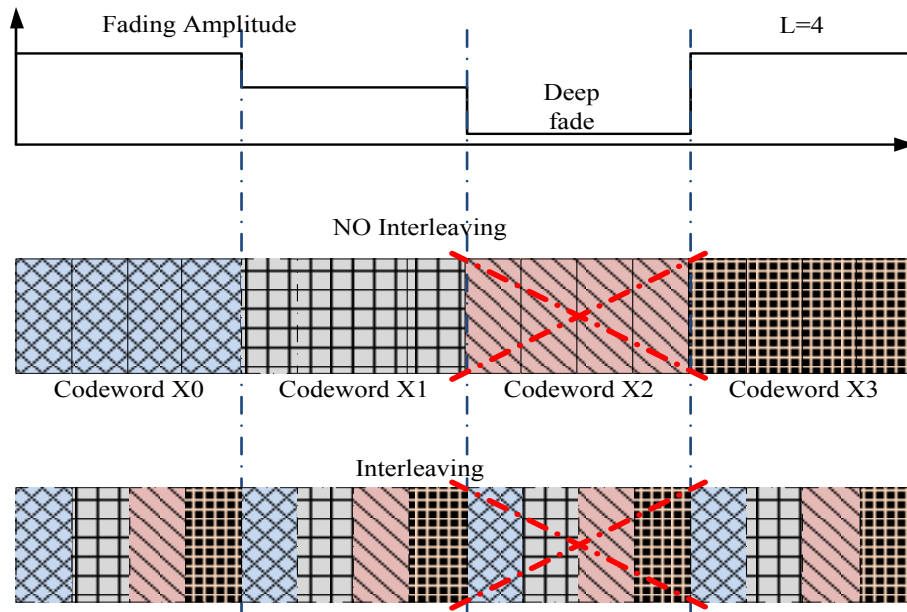 Fading Amplitude
L=4
Deep
fade
NO Interleaving
Codeword X0
Codeword X1
Codeword X2
Codeword X3
Interleaving